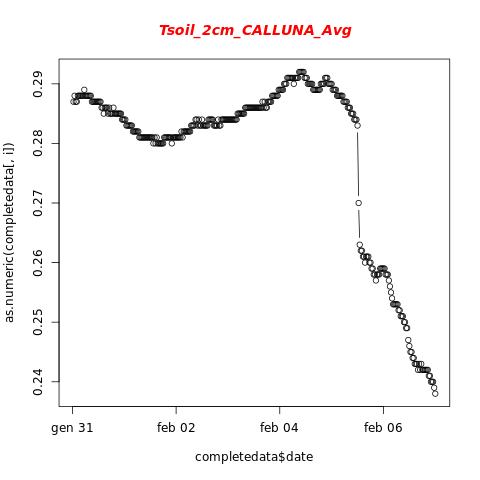 Tsoil_2cm_CALLUNA_Avg
as.numeric(completedata[, i])
0.29
0.28
0.27
0.26
0.25
0.24
gen 31 feb 02 feb 04 feb 06
completedata$date